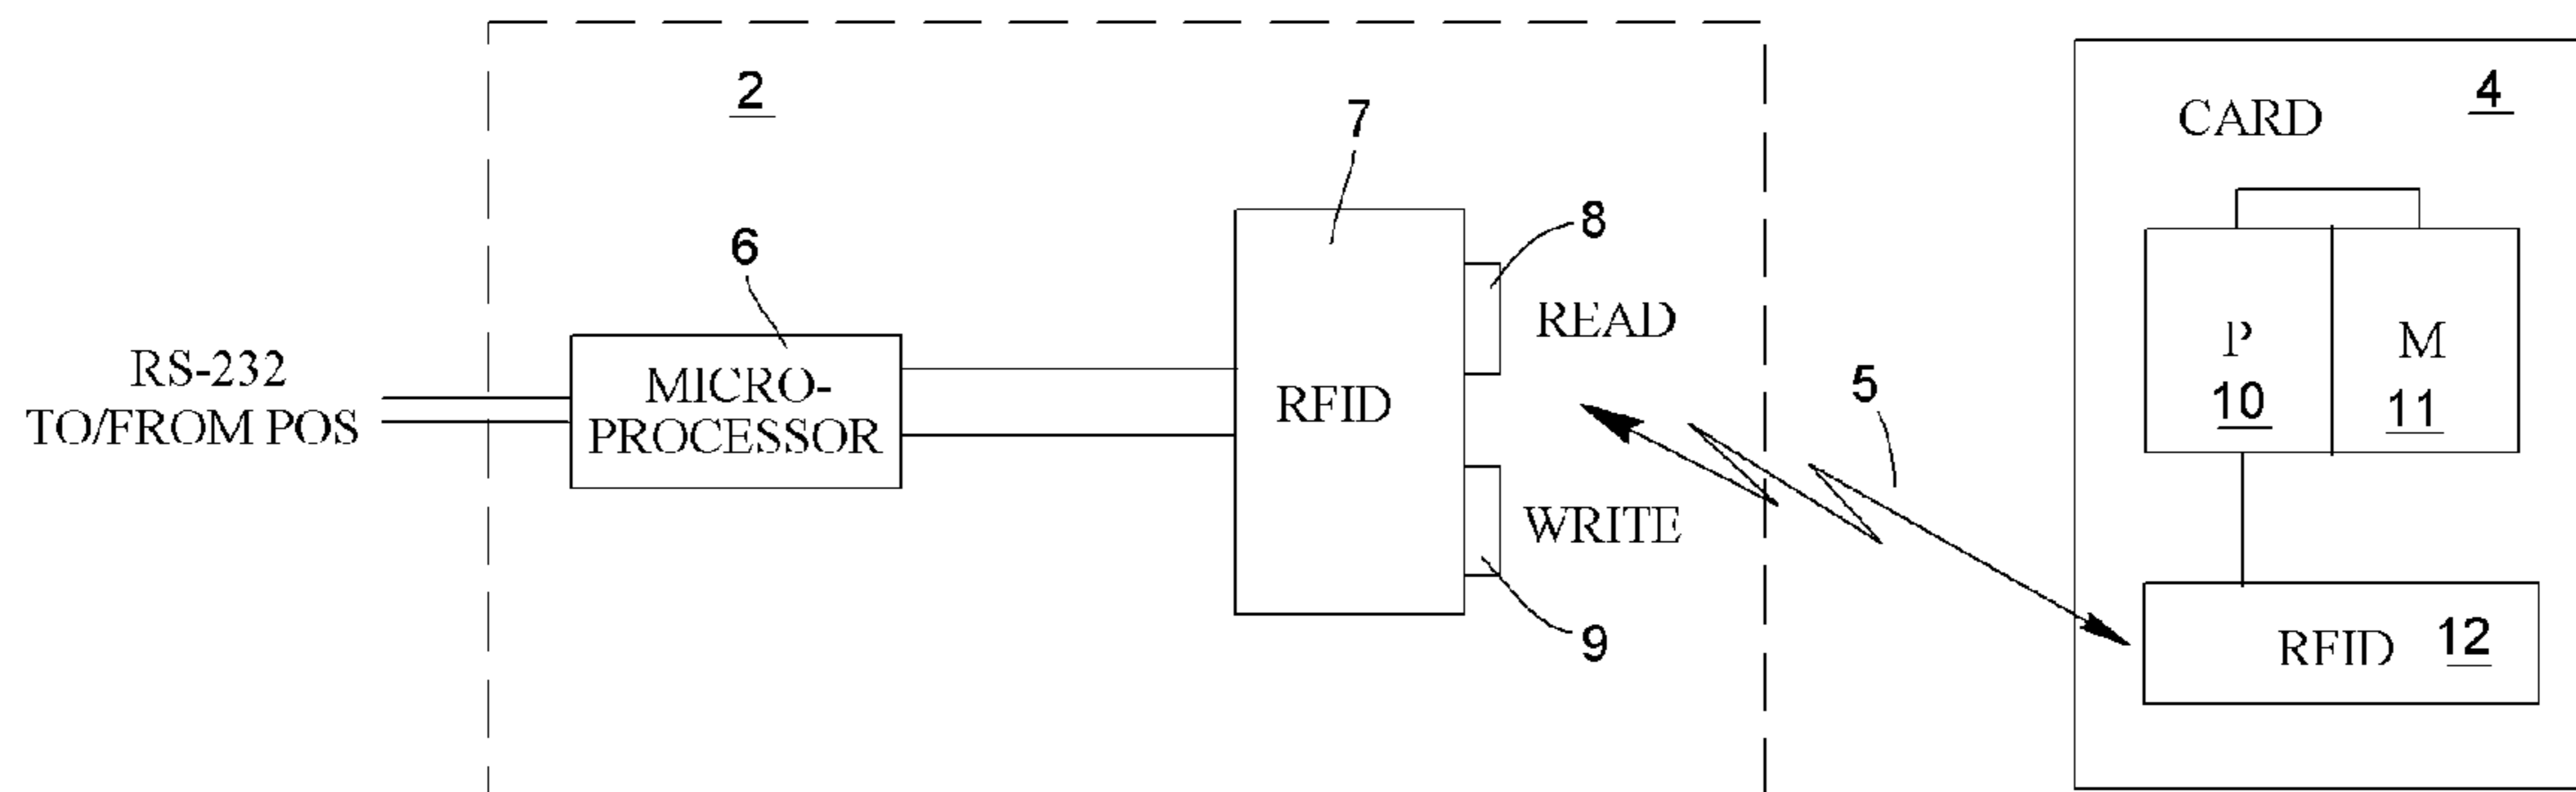 2
7
8
6
READ
RS-232
TO/FROM POS
MICRO-
PROCESSOR
RFID
5
WRITE
9
CARD
4
P
10
M
11
RFID 12